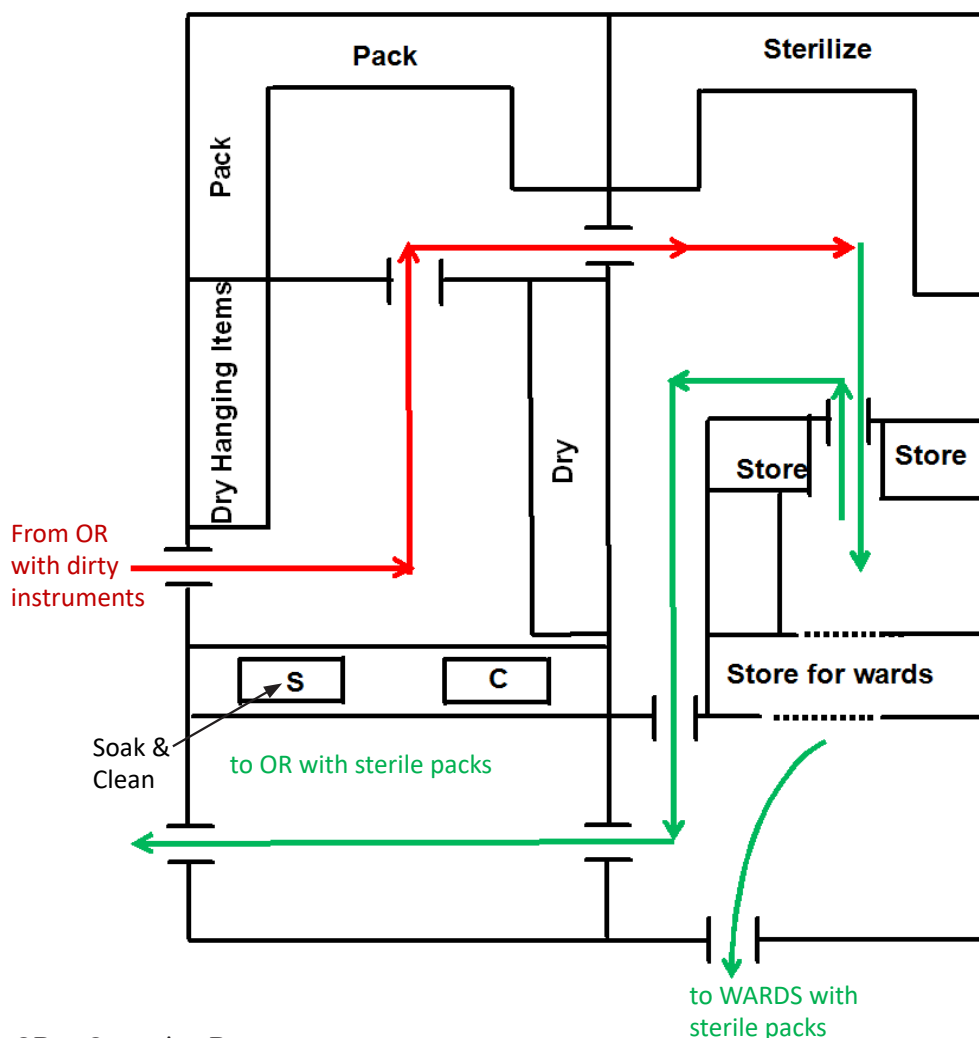 Pack
Sterilize
Pack
Dry Hanging Items
Dry
Store
Store
From OR
with dirty
instruments
S
C
Store for wards
Soak &
Clean
to OR with sterile packs
to WARDS with
sterile packs